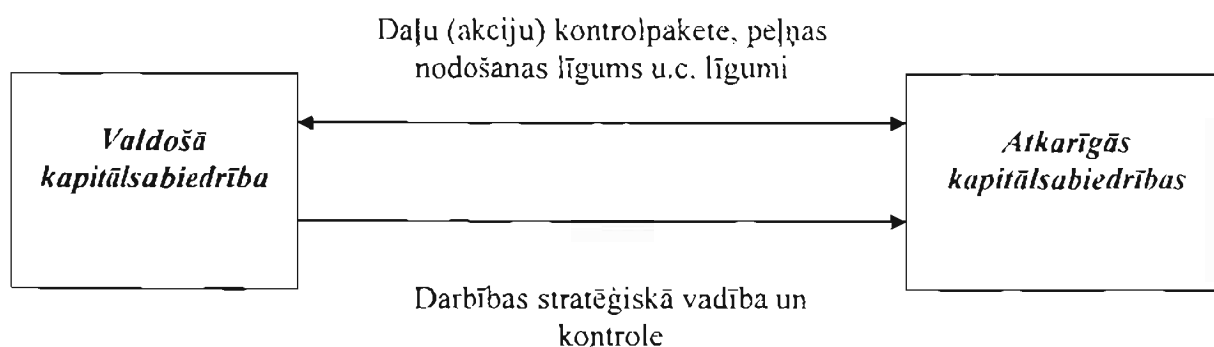 Daļu (akciju) kontrolpakete, peļņas
nodošanas līgums u.c. līgumi
Valdošā
kapitālsabiedrība
Atkarīgās
kapitālsabiedrības
Darbības stratēģiskā vadība un
kontrole